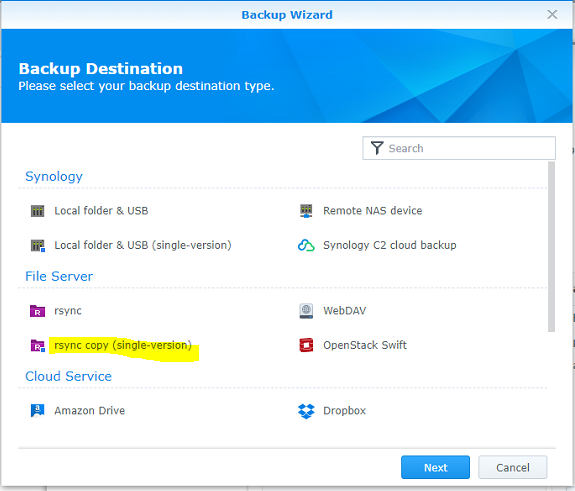 Backup Wizard
Backup Destination
Please select your backup destination type.
Search
Synology
Local folder & USB
Remote NAS device
Local folder & USB (single-version)
Synology C2 cloud backup
File Server
rsync
WebDAV
rsync copy (single-version)
OpenStack Swift
Cloud Service
Amazon Drive
Dropbox
Next
Cancel